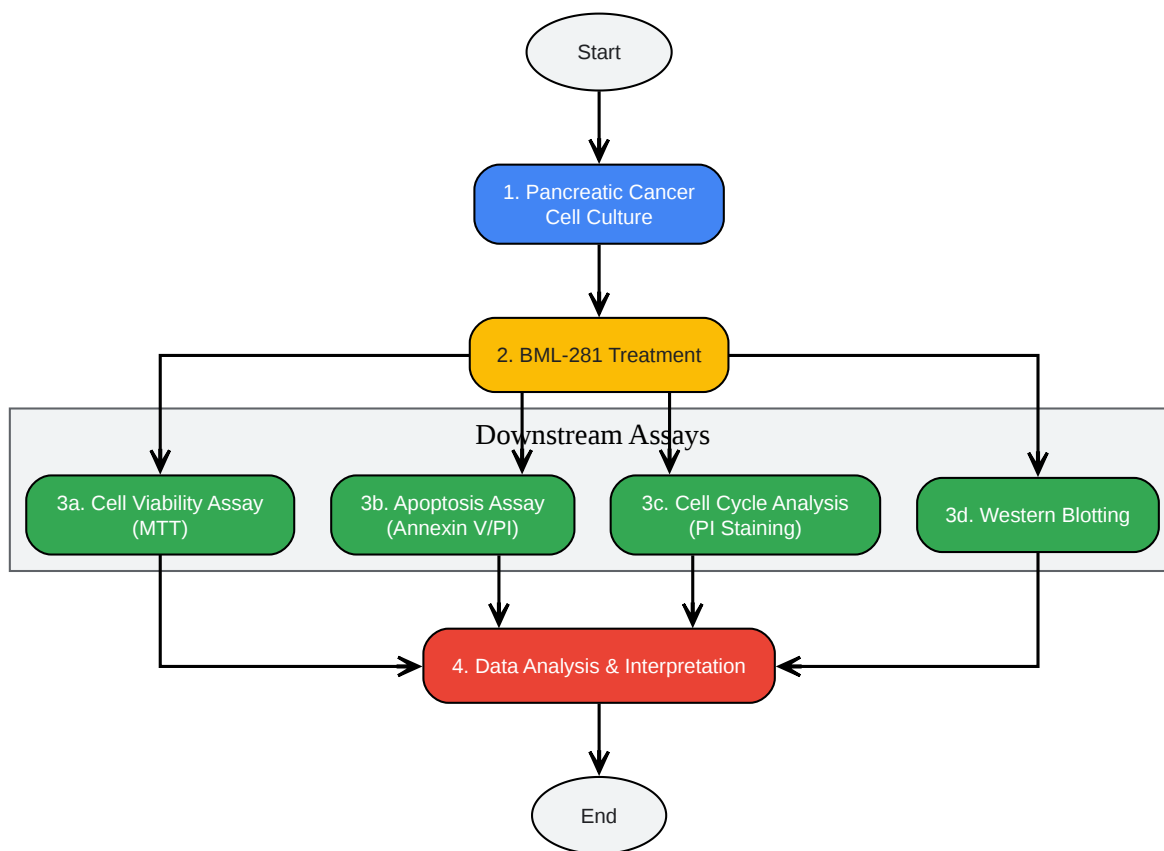 Start
1. Pancreatic Cancer
Cell Culture
2. BML-281 Treatment
Downstream Assays
3a. Cell Viability Assay
(MTT)
3b. Apoptosis Assay
(Annexin V/PI)
3c. Cell Cycle Analysis
(PI Staining)
3d. Western Blotting
4. Data Analysis & Interpretation
End